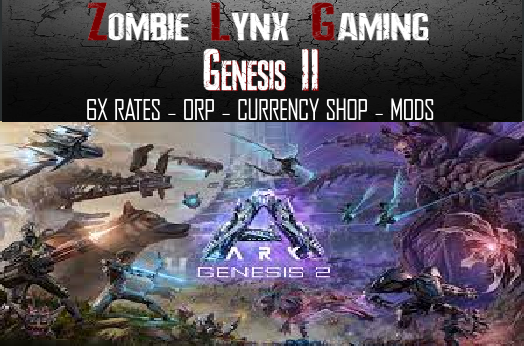 Zombie Lynx Gaming
Genesis II
6X RATES - ORP - CURRENCY SHOP - MODS
ARK
GENESIS 2